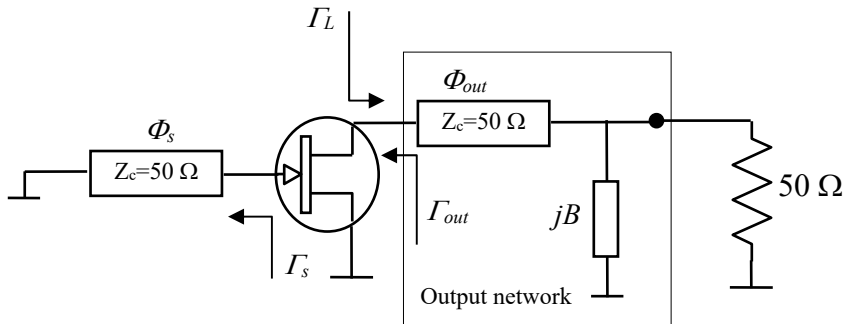 Γ_L
Φ_out
Z_c=50 Ω
Φ_s
Z_c=50 Ω
Γ_out
Γ_s
jB
50 Ω
Output network